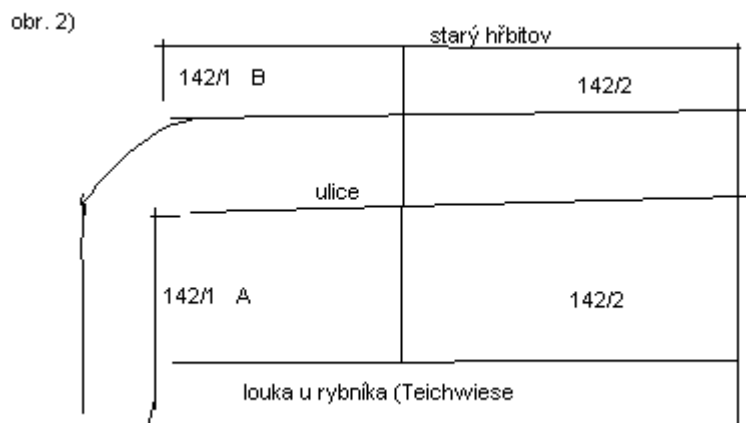 obr. 2)
starý hřbitov
142/1 B
142/2
ulice
142/1 A
142/2
louka u rybníka (Teichwiese